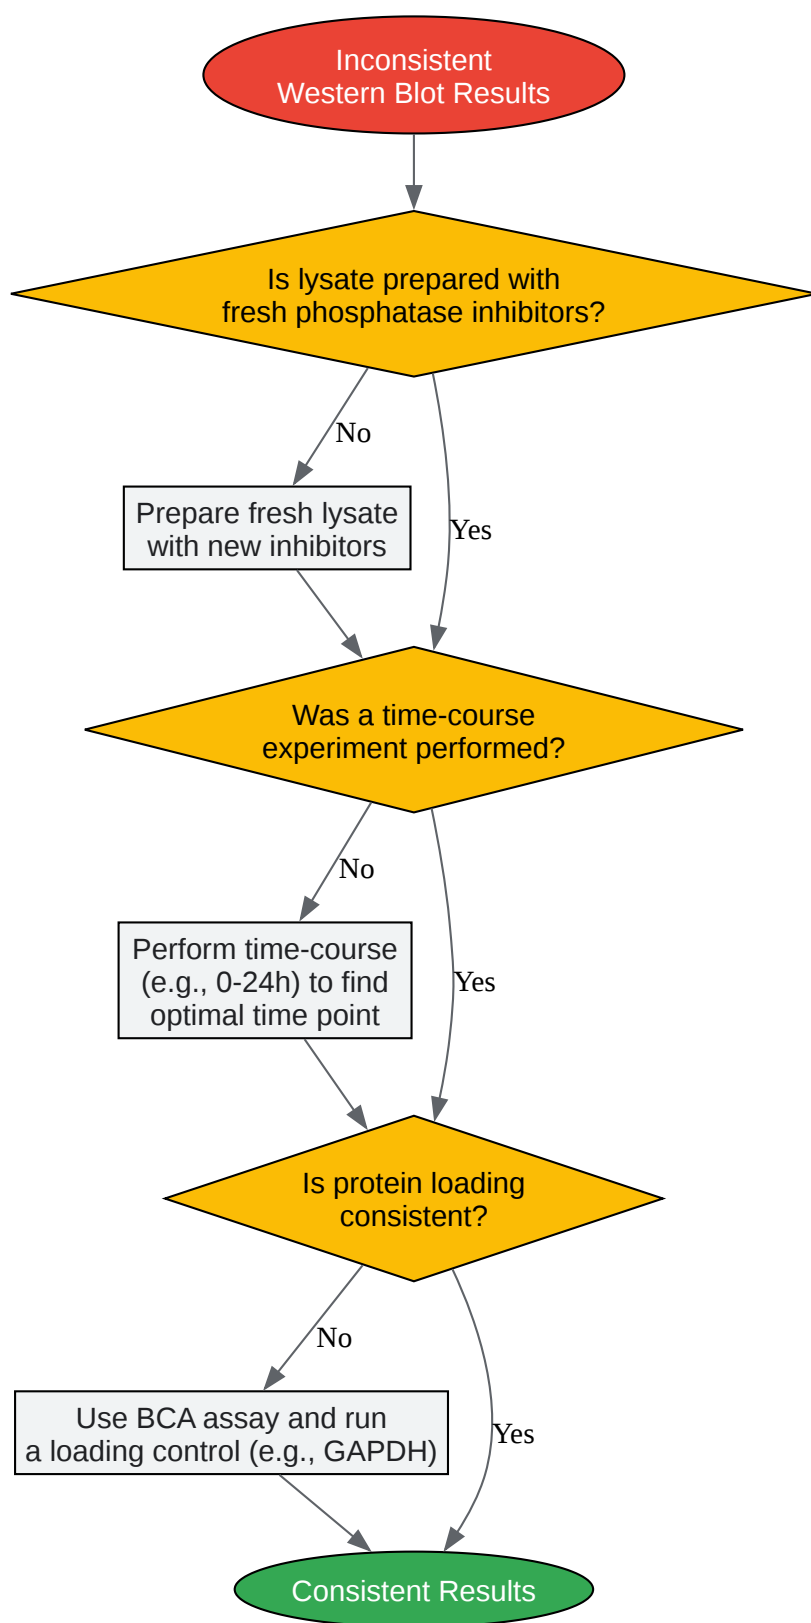 Inconsistent
Western Blot Results
Is lysate prepared with
fresh phosphatase inhibitors?
No
Prepare fresh lysate
with new inhibitors
Yes
Was a time-course
experiment performed?
No
Perform time-course
(e.g., 0-24h) to find
optimal time point
Yes
Is protein loading
consistent?
No
Use BCA assay and run
a loading control (e.g., GAPDH)
Yes
Consistent Results